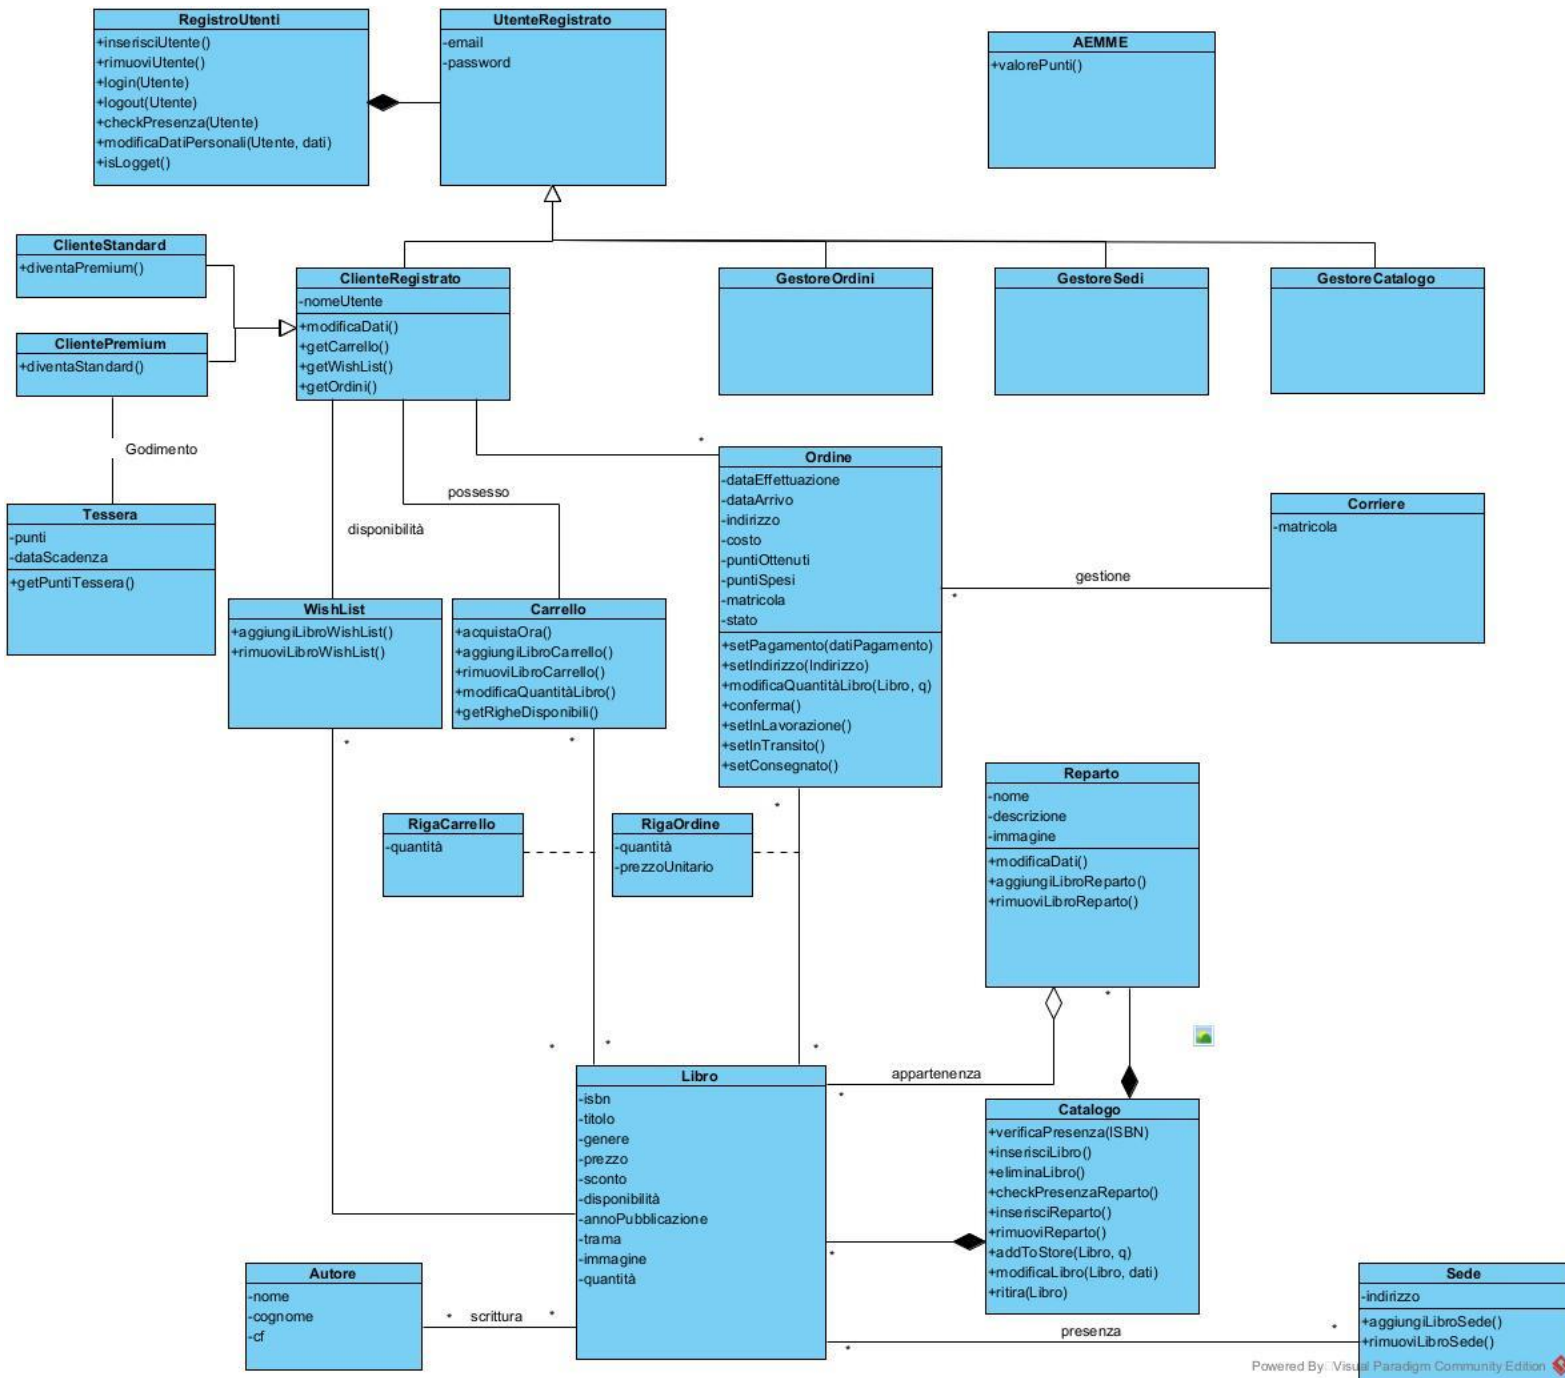 RegistroUtenti
+inserisciUtente()
+rimuoviUtente()
+login(Utente)
+logout(Utente)
+checkPresenza(Utente)
+modificaDatiPersonali(Utente, dati)
+isLogget()
UtenteRegistrato
-email
-password
AEMME
+valorePunti()
ClienteStandard
+diventaPremium()
ClientePremium
+diventaStandard()
ClienteRegistrato
-nomeUtente
+modificaDati()
+getCarrello()
+getWishList()
+getOrdini()
GestoreOrdini
GestoreSedi
GestoreCatalogo
Godimento
Tessera
-punti
-dataScadenza
+getPuntiTessera()
disponibilità
possesso
*
WishList
+aggiungiLibroWishList()
+rimuoviLibroWishList()
*
Carrello
+acquistaOra()
+aggiungiLibroCarrello()
+rimuoviLibroCarrello()
+modificaQuantitàLibro()
+getRigheDisponibili()
*
Ordine
-dataEffettuazione
-dataArrivo
-indirizzo
-costo
-puntiOttenuti
-puntiSpesi
-matricola
-stato
+setPagamento(datiPagamento)
+setIndirizzo(Indirizzo)
+modificaQuantitàLibro(Libro, q)
+conferma()
+setInLavorazione()
+setInTransito()
+setConsegnato()
*
gestione
*
Corriere
-matricola
RigaCarrello
-quantità
RigaOrdine
-quantità
-prezzoUnitario
Reparto
-nome
-descrizione
-immagine
+modificaDati()
+aggiungiLibroReparto()
+rimuoviLibroReparto()
*
* * *
Libro
-isbn
-titolo
-genere
-prezzo
-sconto
-disponibilità
-annoPubblicazione
-trama
-immagine
-quantità
appartenenza
*
Catalogo
+verificaPresenza(ISBN)
+inserisciLibro()
+eliminaLibro()
+checkPresenzaReparto()
+inserisciReparto()
+rimuoviReparto()
+addToStore(Libro, q)
+modificaLibro(Libro, dati)
+ritira(Libro)
*
Autore
-nome
-cognome
-cf
* scrittura *
presenza
* *
Sede
-indirizzo
+aggiungiLibroSede()
+rimuoviLibroSede()
Powered By Visual Paradigm Community Edition